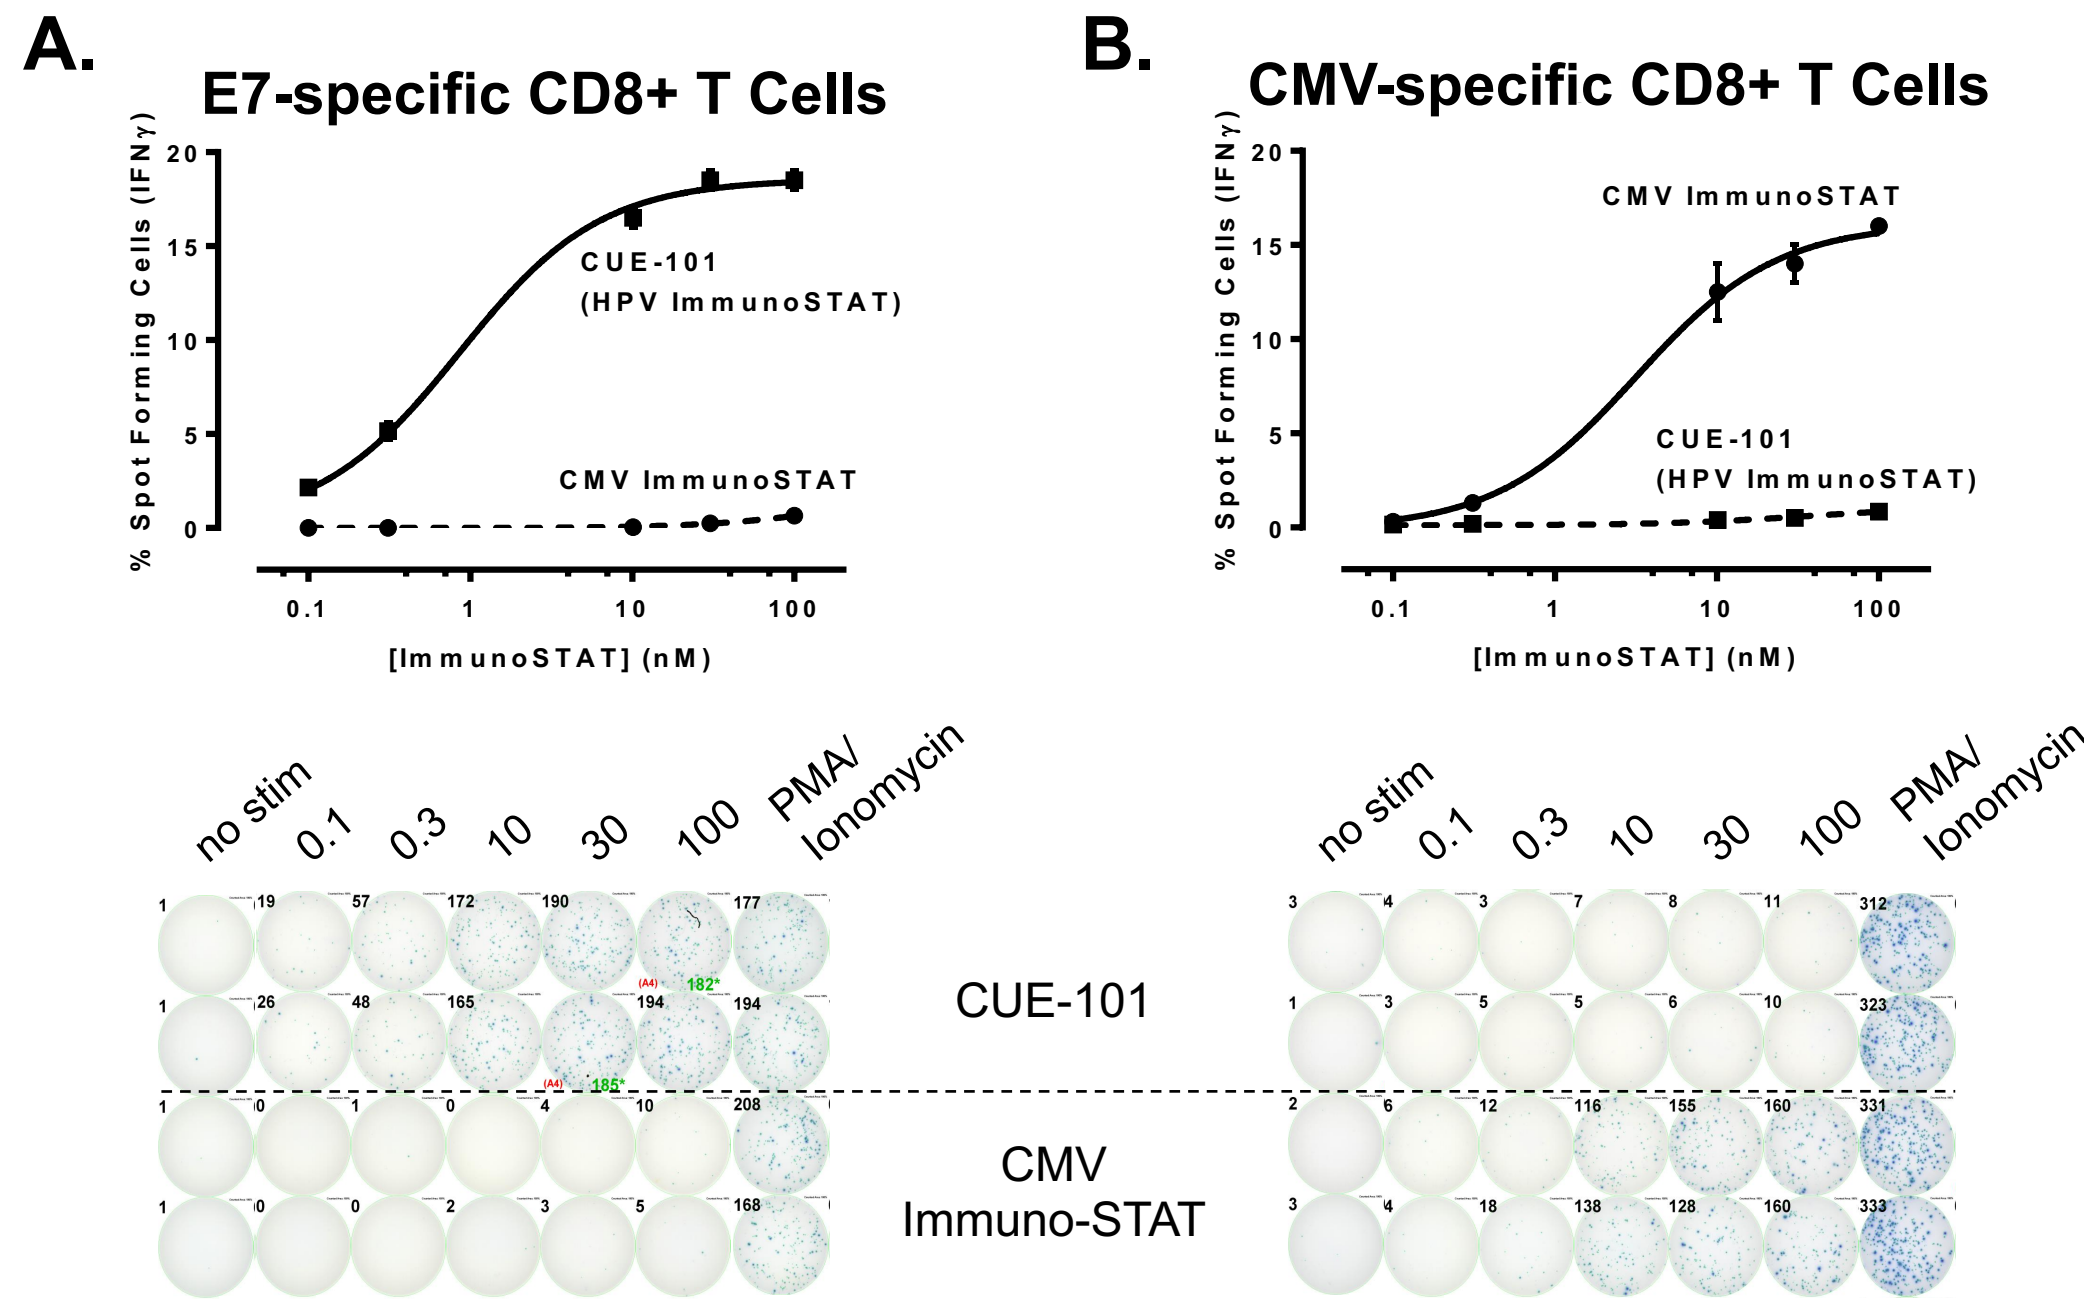 A.
E7-specific CD8+ T Cells
% Spot Forming Cells (IFNγ)
20
15
10
5
0
CUE-101
(HPV ImmunoSTAT)
CMV ImmunoSTAT
0.1
1
10
100
[ImmunoSTAT] (nM)
B.
CMV-specific CD8+ T Cells
% Spot Forming Cells (IFNγ)
20
15
10
5
0
CMV ImmunoSTAT
CUE-101
(HPV ImmunoSTAT)
0.1
1
10
100
[ImmunoSTAT] (nM)
no stim 0.1 0.3 10 30 100 PMA/
Ionomycin
1 19 57 172 190 177
(A4) 182*
1 26 48 165 194 194
(A4) 185*
1 0 1 0 4 10 208
1 0 0 2 3 5 168
CUE-101
CMV
Immuno-STAT
no stim 0.1 0.3 10 30 100 PMA/
Ionomycin
3 4 3 7 8 11 312
1 3 5 5 6 10 323
2 6 12 116 155 160 331
3 4 18 138 128 160 333